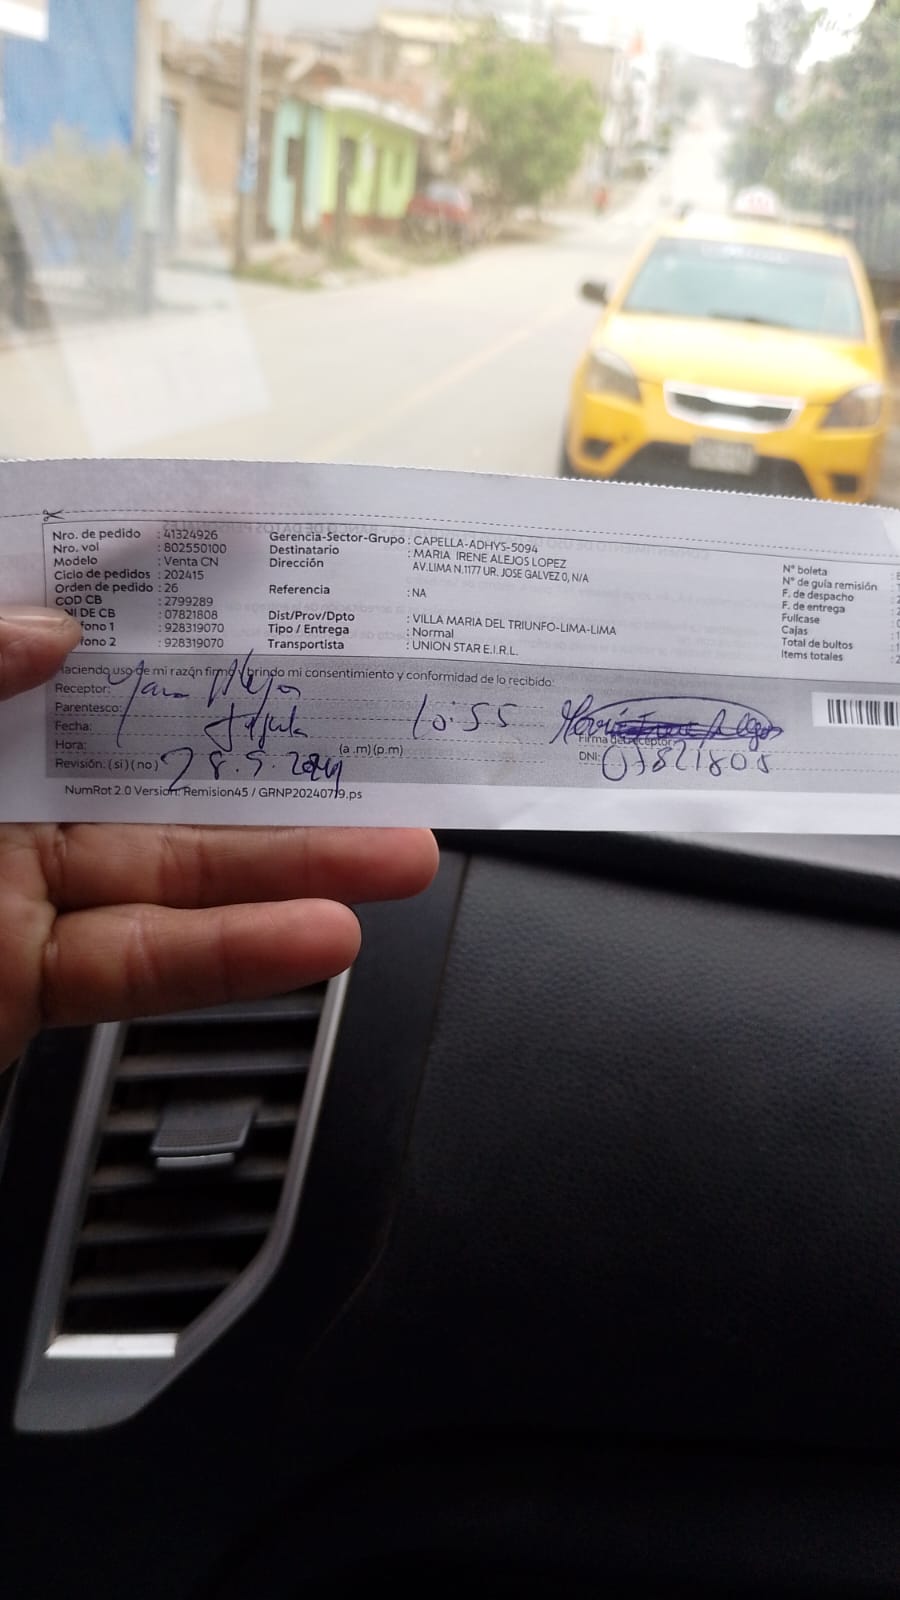 Nro. de pedido : 41324926
Nro. vol : 802550100
Modelo : Venta CN
Ciclo de pedidos : 202415
Orden de pedido : 26
COD CB : 2799289
NI DE CB : 07821808
fono 1 : 928319070
fono 2 : 928319070
Gerencia-Sector-Grupo : CAPELLA-ADHYS-5094
Destinatario : MARIA IRENE ALEJOS LOPEZ
Dirección : AV.LIMA N.1177 UR. JOSE GALVEZ 0, N/A
Referencia : NA
Dist/Prov/Dpto : VILLA MARIA DEL TRIUNFO-LIMA-LIMA
Tipo / Entrega : Normal
Transportista : UNION STAR E.I.R.L.
N° boleta :
N° de guía remisión :
F. de despacho :
F. de entrega :
Fullcase :
Cajas :
Total de bultos :
Items totales :
Haciendo uso de mi razón firmo y brindo mi consentimiento y conformidad de lo recibido:
Receptor:
Parentesco: Titular 10:55
Fecha:
Firma del receptor
Hora: (a.m)(p.m) DNI: 07821808
Revisión: (si)(no) 28.9.2024
NumRot 2.0 Version: Remision45 / GRNP20240719.ps